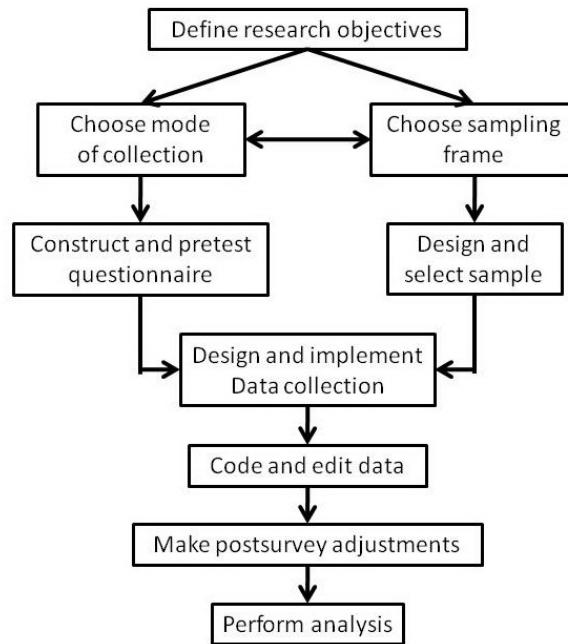 Define research objectives
Choose mode
of collection
Choose sampling
frame
Construct and pretest
questionnaire
Design and
select sample
Design and implement
Data collection
Code and edit data
Make postsurvey adjustments
Perform analysis